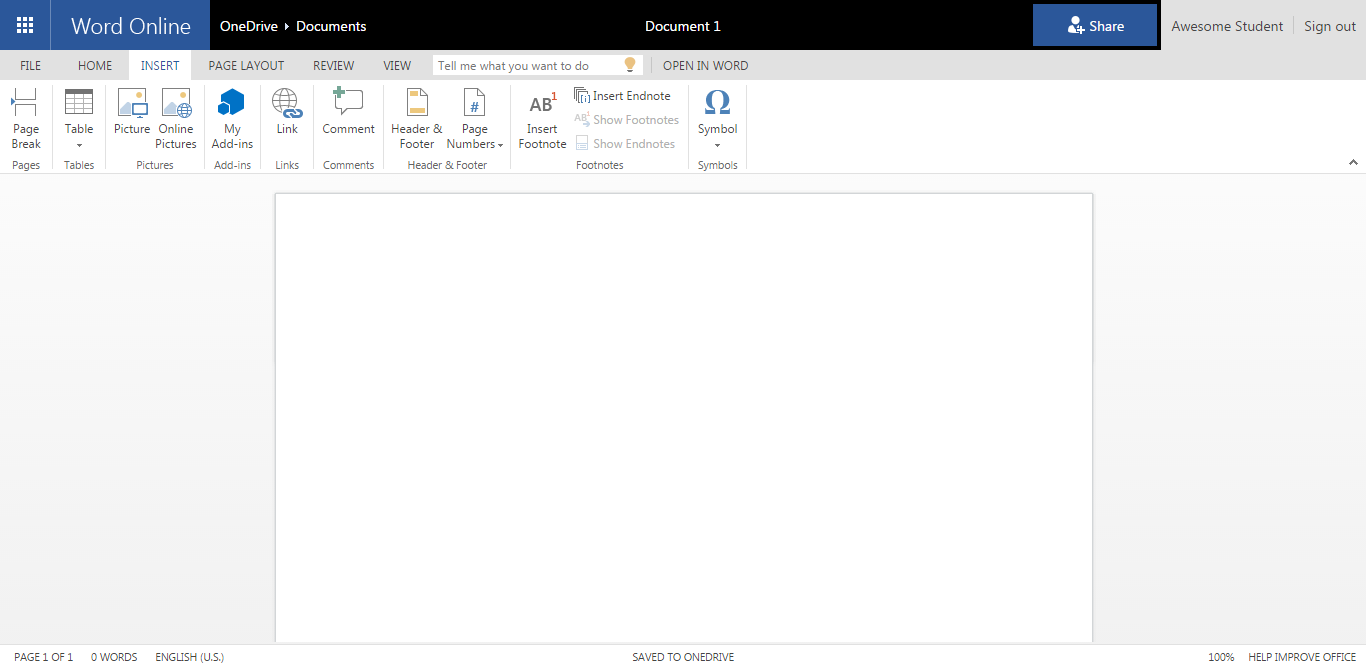 Word Online
OneDrive ▸ Documents
Document 1
Share
Awesome Student
Sign out
FILE
HOME
INSERT
PAGE LAYOUT
REVIEW
VIEW
Tell me what you want to do
OPEN IN WORD
Page
Break
Pages
Table
Tables
Picture
Online
Pictures
Pictures
My
Add-ins
Add-ins
Link
Links
Comment
Comments
Header &
Footer
#
Page
Numbers
Header & Footer
AB1
Insert
Footnote
Insert Endnote
AB1
Show Footnotes
Show Endnotes
Footnotes
Ω
Symbol
Symbols
PAGE 1 OF 1
0 WORDS
ENGLISH (U.S.)
SAVED TO ONEDRIVE
100%
HELP IMPROVE OFFICE